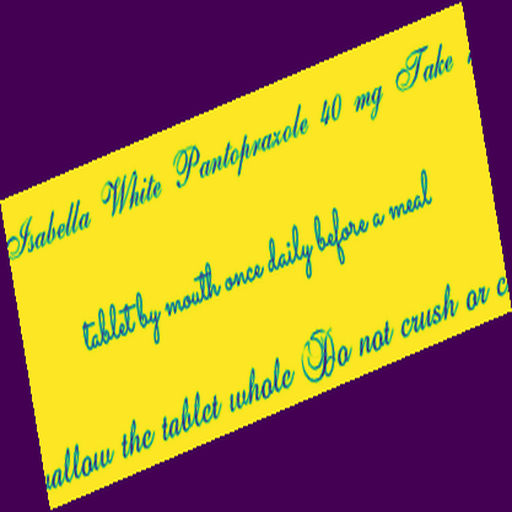 Isabella White Pantoprazole 40 mg Take
tablet by mouth once daily before a meal
the tablet whole Do not crush or